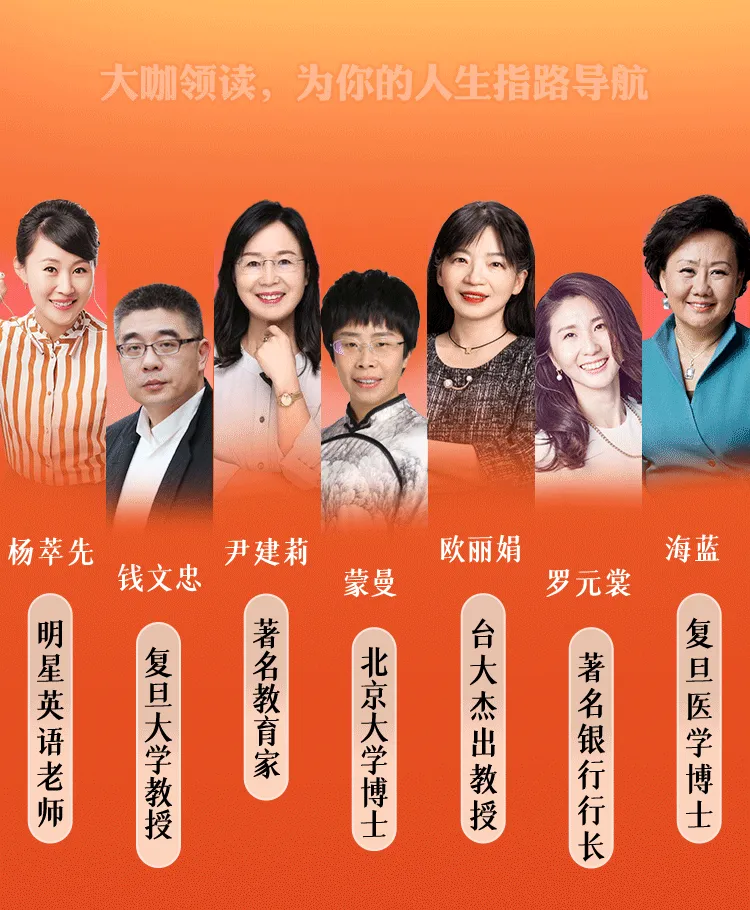 大咖领读，为你的人生指路导航
杨萃先
明星英语老师
钱文忠
复旦大学教授
尹建莉
著名教育家
蒙曼
北京大学博士
欧丽娟
台大杰出教授
罗元裳
著名银行行长
海蓝
复旦医学博士